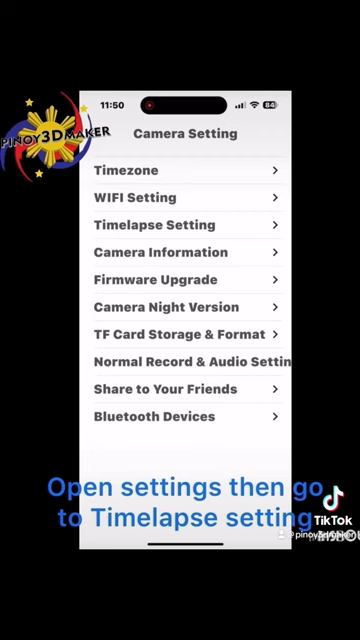 PINOY3DMAKER
11:50
84
Camera Setting
Timezone
WIFI Setting
Timelapse Setting
Camera Information
Firmware Upgrade
Camera Night Version
TF Card Storage & Format
Normal Record & Audio Settin
Share to Your Friends
Bluetooth Devices
Open settings then go
to Timelapse setting
TikTok